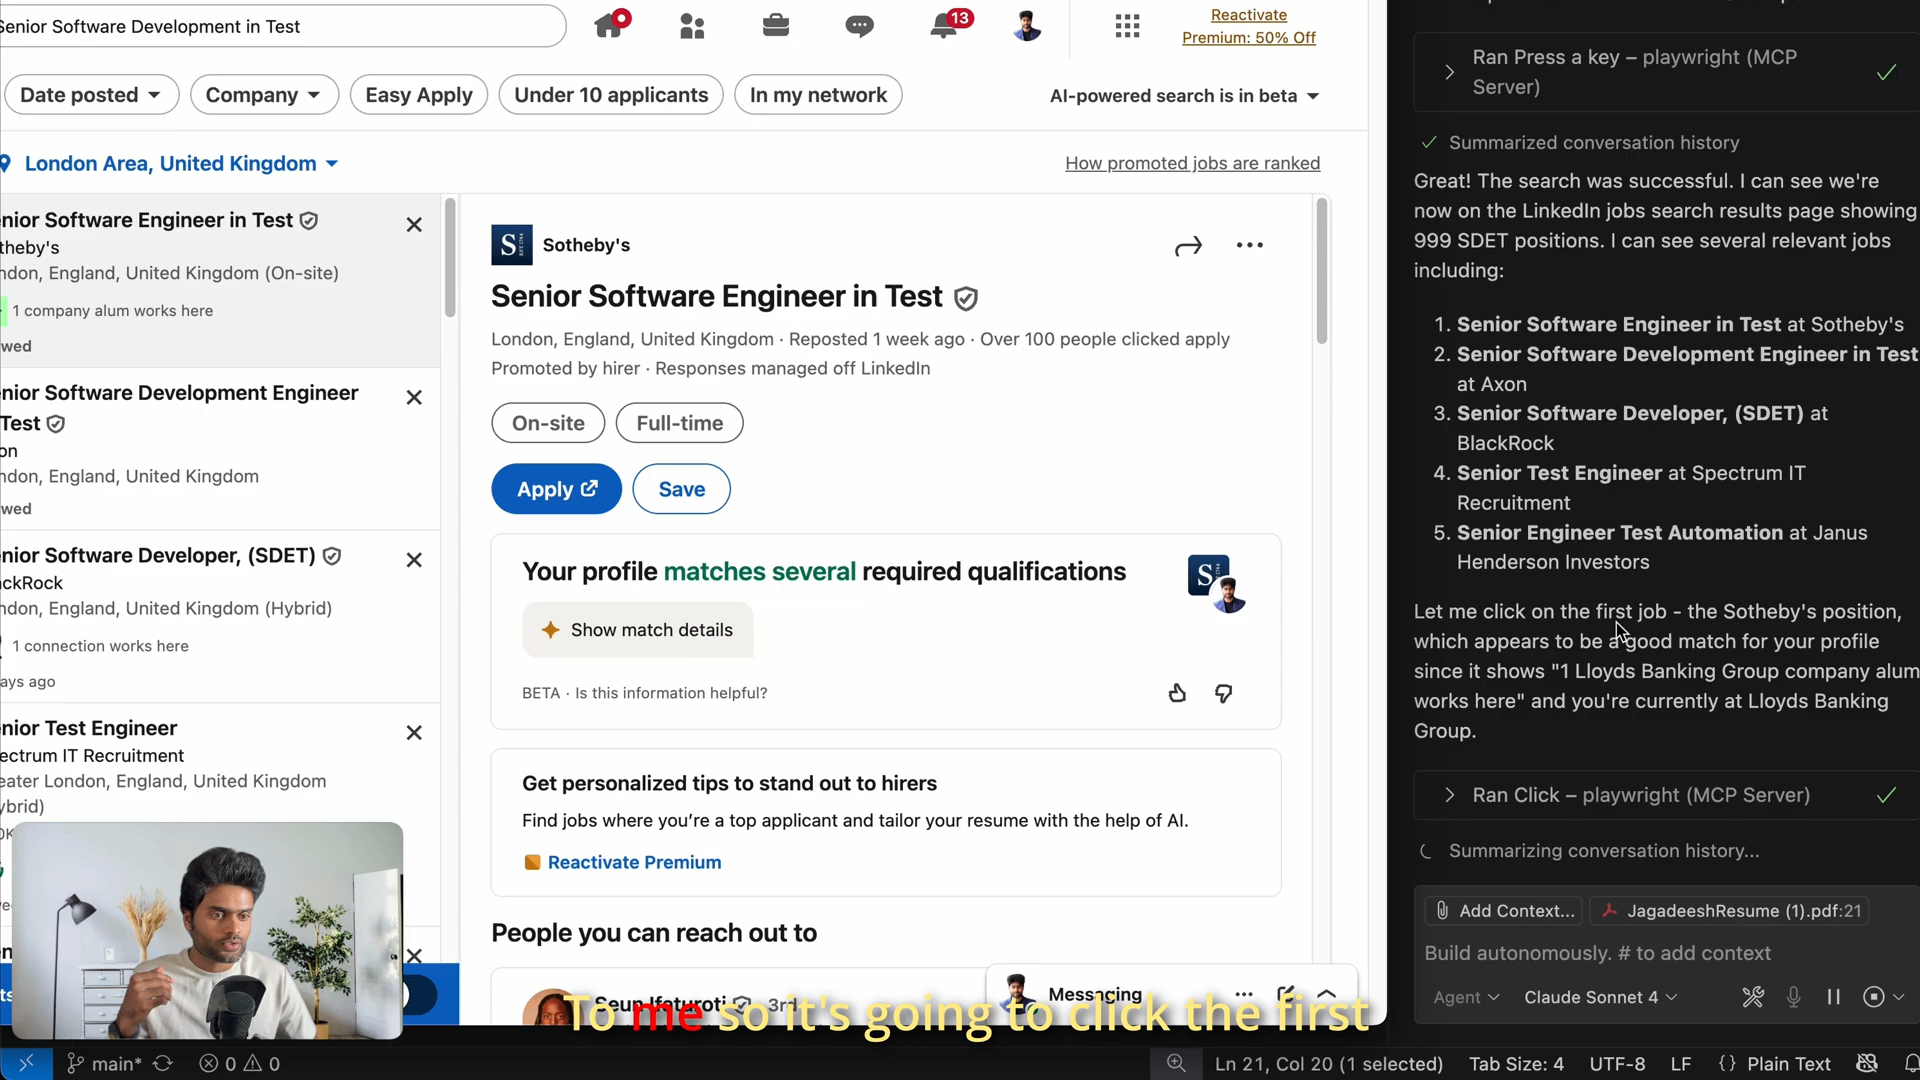 enior Software Development in Test
13
Reactivate
Premium: 50% Off
Date posted
Company
Easy Apply
Under 10 applicants
In my network
AI-powered search is in beta
London Area, United Kingdom
How promoted jobs are ranked
nior Software Engineer in Test
theby's
ndon, England, United Kingdom (On-site)
1 company alum works here
wed
nior Software Development Engineer
Test
on
ndon, England, United Kingdom
wed
nior Software Developer, (SDET)
ackRock
ndon, England, United Kingdom (Hybrid)
1 connection works here
ays ago
nior Test Engineer
ectrum IT Recruitment
eater London, England, United Kingdom
ybrid)
Sotheby's
Senior Software Engineer in Test
London, England, United Kingdom · Reposted 1 week ago · Over 100 people clicked apply
Promoted by hirer · Responses managed off LinkedIn
On-site
Full-time
Apply
Save
Your profile matches several required qualifications
Show match details
BETA · Is this information helpful?
Get personalized tips to stand out to hirers
Find jobs where you're a top applicant and tailor your resume with the help of AI.
Reactivate Premium
People you can reach out to
Seun Ifaturoti 3rd
Messaging
To me so it's going to click the first
Ran Press a key – playwright (MCP
Server)
Summarized conversation history
Great! The search was successful. I can see we're
now on the LinkedIn jobs search results page showing
999 SDET positions. I can see several relevant jobs
including:
1. Senior Software Engineer in Test at Sotheby's
2. Senior Software Development Engineer in Test
at Axon
3. Senior Software Developer, (SDET) at
BlackRock
4. Senior Test Engineer at Spectrum IT
Recruitment
5. Senior Engineer Test Automation at Janus
Henderson Investors
Let me click on the first job - the Sotheby's position,
which appears to be a good match for your profile
since it shows "1 Lloyds Banking Group company alum
works here" and you're currently at Lloyds Banking
Group.
Ran Click – playwright (MCP Server)
Summarizing conversation history...
Add Context...
JagadeeshResume (1).pdf:21
Build autonomously. # to add context
Agent
Claude Sonnet 4
main*
0
0
Ln 21, Col 20 (1 selected)
Tab Size: 4
UTF-8
LF
{} Plain Text